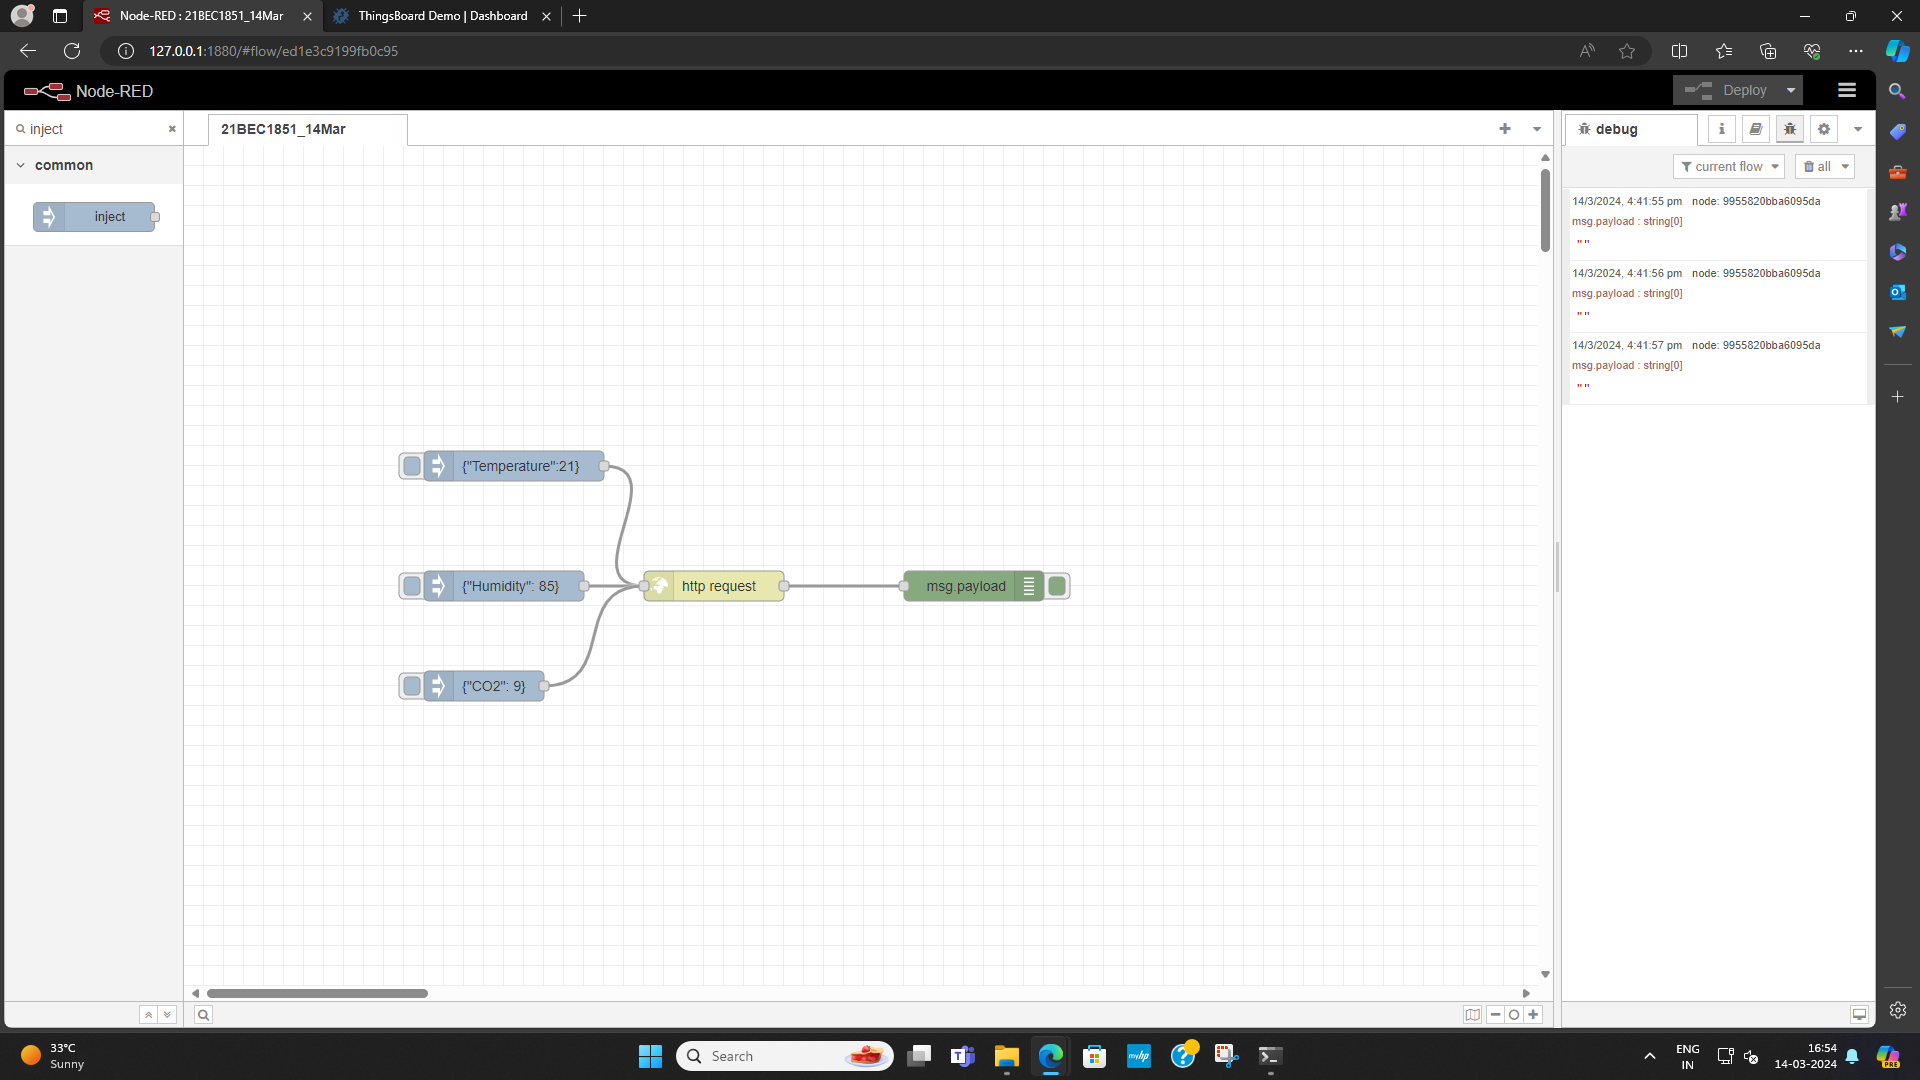 Node-RED : 21BEC1851_14Mar
ThingsBoard Demo | Dashboard
127.0.0.1:1880/#flow/ed1e3c9199fb0c95
Node-RED
Deploy
inject
21BEC1851_14Mar
debug
common
inject
current flow
all
14/3/2024, 4:41:55 pm node: 9955820bba6095da
msg.payload : string[0]
""
14/3/2024, 4:41:56 pm node: 9955820bba6095da
msg.payload : string[0]
""
14/3/2024, 4:41:57 pm node: 9955820bba6095da
msg.payload : string[0]
""
{"Temperature":21}
{"Humidity": 85}
http request
msg.payload
{"CO2": 9}
33°C
Sunny
Search
myhp
PRE
ENG
IN
16:54
14-03-2024